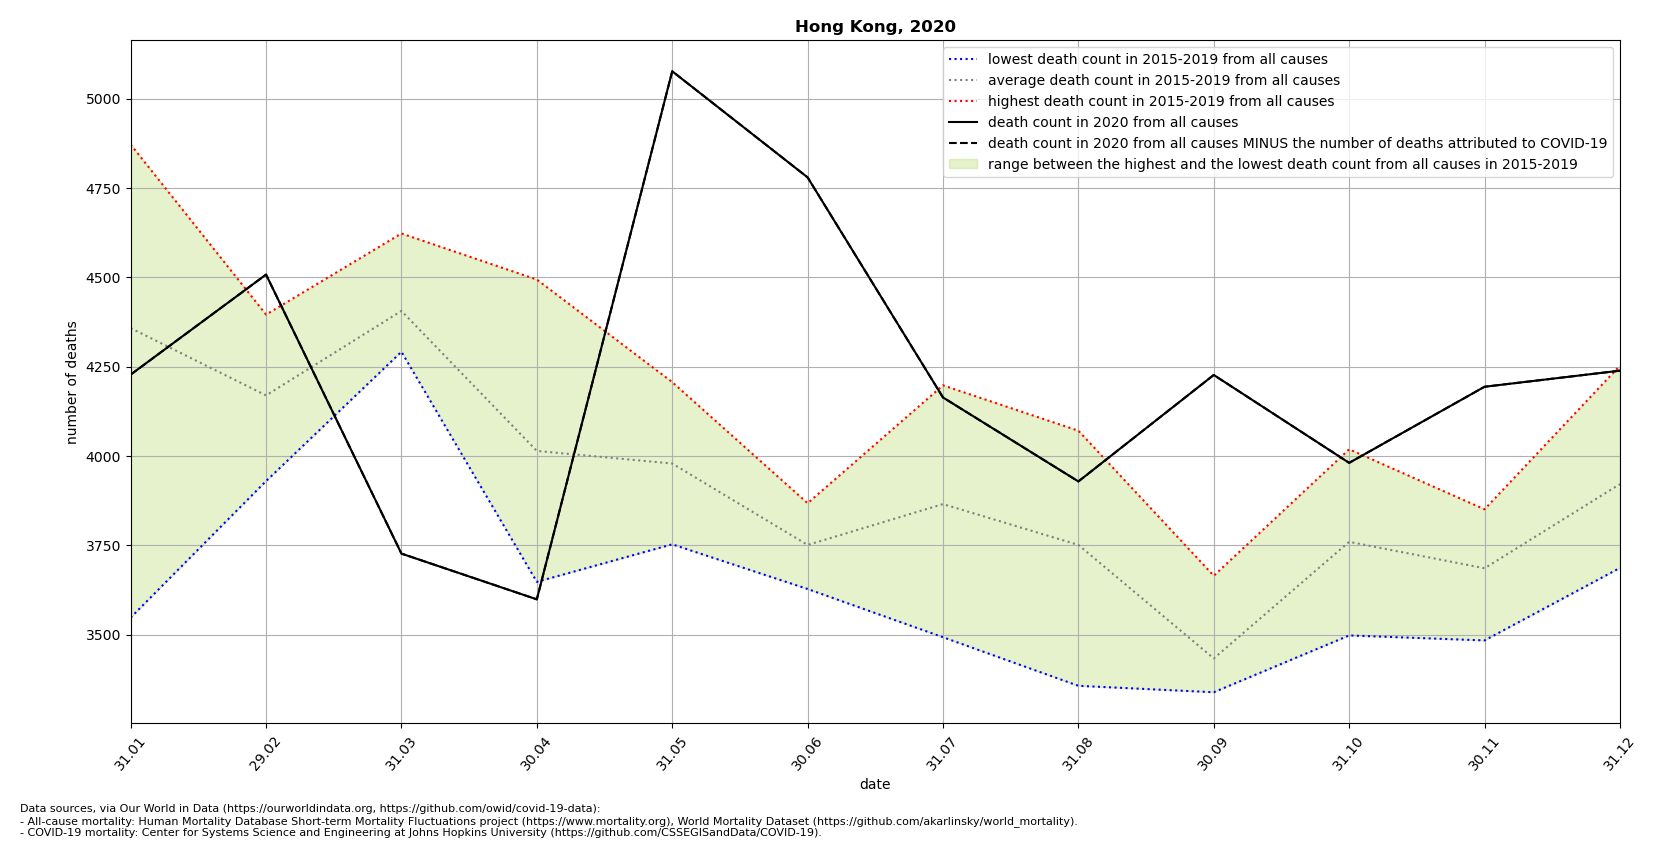 Hong Kong, 2020
lowest death count in 2015-2019 from all causes
average death count in 2015-2019 from all causes
highest death count in 2015-2019 from all causes
death count in 2020 from all causes
death count in 2020 from all causes MINUS the number of deaths attributed to COVID-19
range between the highest and the lowest death count from all causes in 2015-2019
number of deaths
5000
4750
4500
4250
4000
3750
3500
31.01
29.02
31.03
30.04
31.05
30.06
31.07
31.08
30.09
31.10
30.11
31.12
date
Data sources, via Our World in Data (https://ourworldindata.org, https://github.com/owid/covid-19-data):
- All-cause mortality: Human Mortality Database Short-term Mortality Fluctuations project (https://www.mortality.org), World Mortality Dataset (https://github.com/akarlinsky/world_mortality).
- COVID-19 mortality: Center for Systems Science and Engineering at Johns Hopkins University (https://github.com/CSSEGISandData/COVID-19).